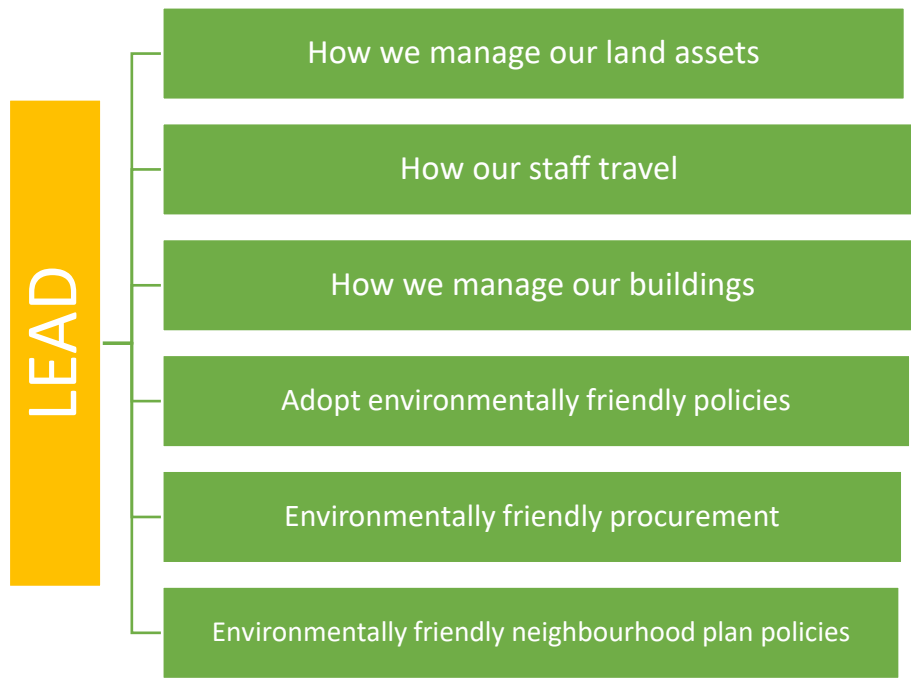 LEAD
How we manage our land assets
How our staff travel
How we manage our buildings
Adopt environmentally friendly policies
Environmentally friendly procurement
Environmentally friendly neighbourhood plan policies